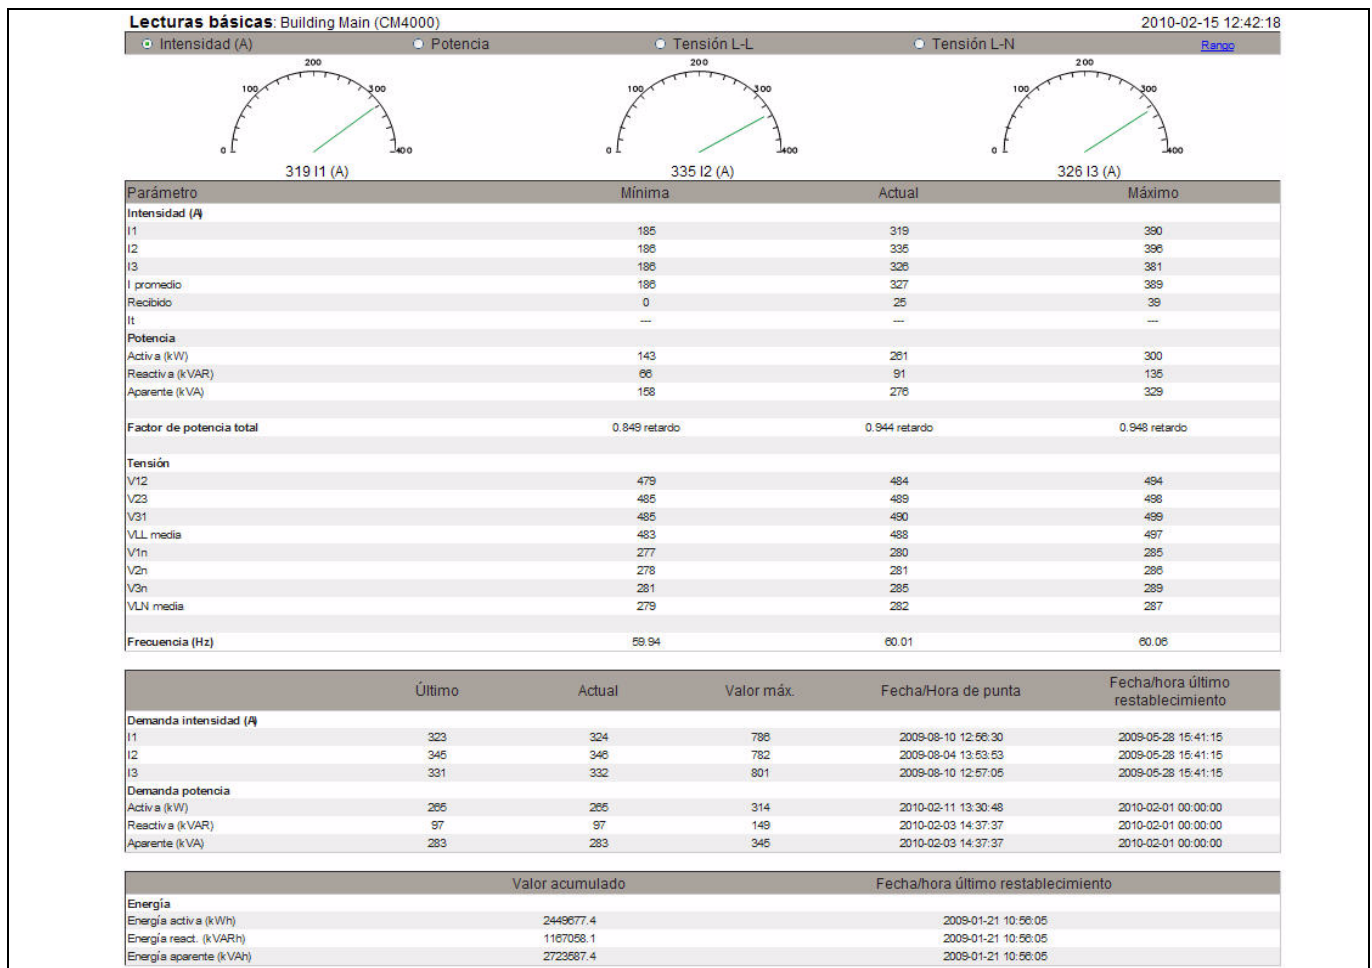 Lecturas básicas: Building Main (CM4000) 2010-02-15 12:42:18
Intensidad (A) Potencia Tensión L-L Tensión L-N Rango
0 100 200 300 400 0 100 200 300 400 0 100 200 300 400
319 I1 (A) 335 I2 (A) 326 I3 (A)
Parámetro Mínima Actual Máximo
Intensidad (A)
I1 185 319 390
I2 186 335 396
I3 186 326 381
I promedio 186 327 389
Recibido 0 25 39
It --- --- ---
Potencia
Activa (kW) 143 261 300
Reactiva (kVAR) 66 91 135
Aparente (kVA) 158 276 329
Factor de potencia total 0.849 retardo 0.944 retardo 0.948 retardo
Tensión
V12 479 484 494
V23 485 489 498
V31 485 490 499
VLL media 483 488 497
V1n 277 280 285
V2n 278 281 286
V3n 281 285 289
VLN media 279 282 287
Frecuencia (Hz) 59.94 60.01 60.06
Último Actual Valor máx. Fecha/Hora de punta Fecha/hora último restablecimiento
Demanda intensidad (A)
I1 323 324 786 2009-08-10 12:56:30 2009-05-28 15:41:15
I2 345 346 782 2009-08-04 13:53:53 2009-05-28 15:41:15
I3 331 332 801 2009-08-10 12:57:05 2009-05-28 15:41:15
Demanda potencia
Activa (kW) 265 265 314 2010-02-11 13:30:48 2010-02-01 00:00:00
Reactiva (kVAR) 97 97 149 2010-02-03 14:37:37 2010-02-01 00:00:00
Aparente (kVA) 283 283 345 2010-02-03 14:37:37 2010-02-01 00:00:00
Valor acumulado Fecha/hora último restablecimiento
Energía
Energía activa (kWh) 2449677.4 2009-01-21 10:56:05
Energía react. (kVARh) 1167058.1 2009-01-21 10:56:05
Energía aparente (kVAh) 2723587.4 2009-01-21 10:56:05